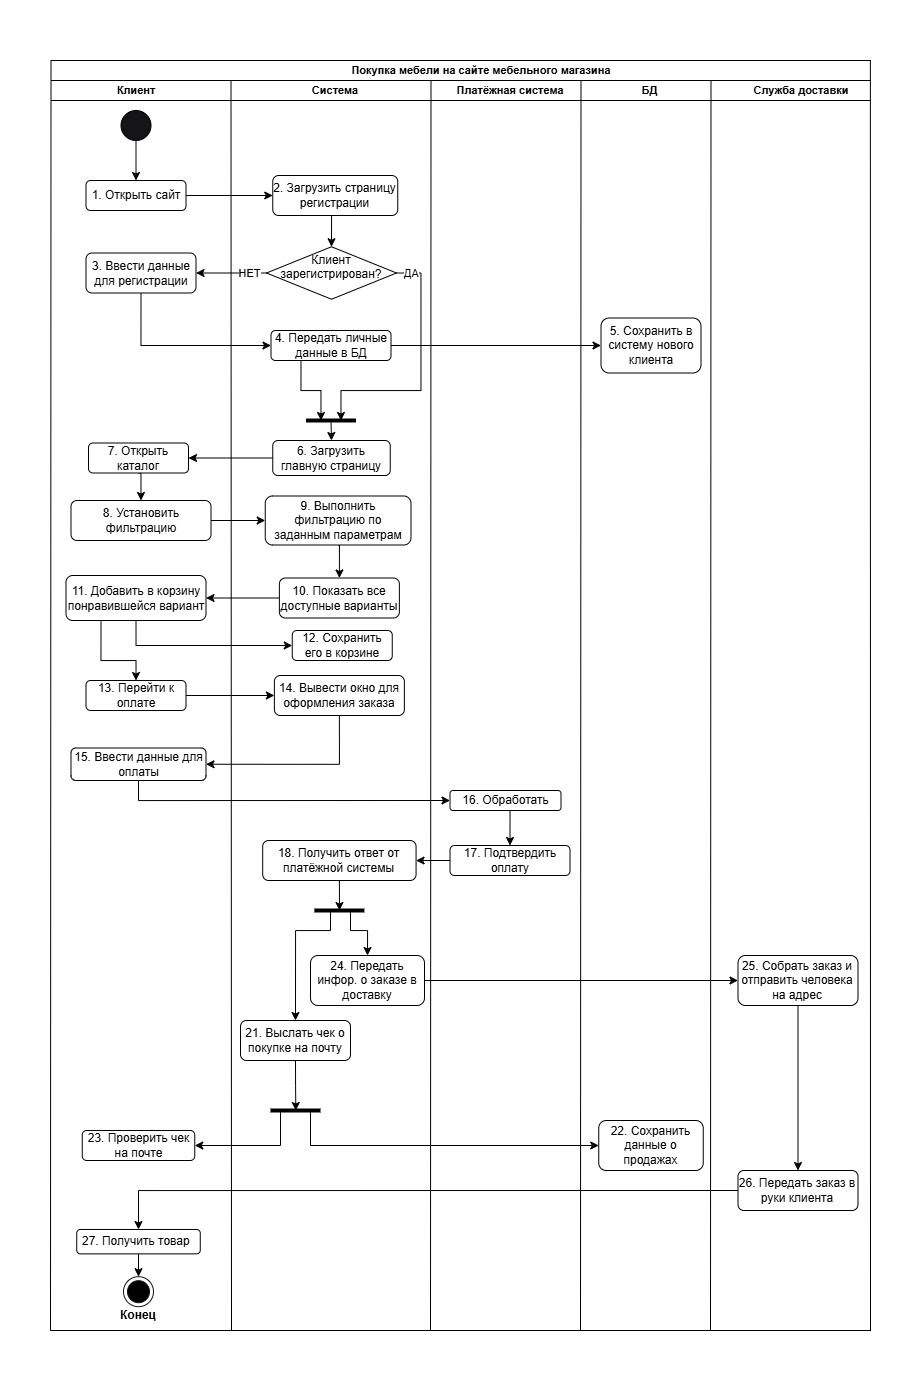 Покупка мебели на сайте мебельного магазина
Клиент
Система
Платёжная система
БД
Служба доставки
1. Открыть сайт
2. Загрузить страницу
регистрации
3. Ввести данные
для регистрации
НЕТ
Клиент
зарегистрирован?
ДА
4. Передать личные
данные в БД
5. Сохранить в
систему нового
клиента
6. Загрузить
главную страницу
7. Открыть
каталог
8. Установить
фильтрацию
9. Выполнить
фильтрацию по
заданным параметрам
10. Показать все
доступные варианты
11. Добавить в корзину
понравившейся вариант
12. Сохранить
его в корзине
13. Перейти к
оплате
14. Вывести окно для
оформления заказа
15. Ввести данные для
оплаты
16. Обработать
17. Подтвердить
оплату
18. Получить ответ от
платёжной системы
24. Передать
инфор. о заказе в
доставку
25. Собрать заказ и
отправить человека
на адрес
21. Выслать чек о
покупке на почту
23. Проверить чек
на почте
22. Сохранить
данные о
продажах
26. Передать заказ в
руки клиента
27. Получить товар
Конец